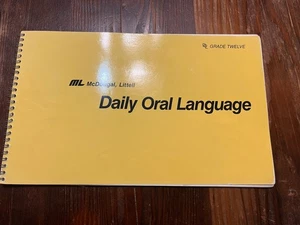 GRADE TWELVE
ML McDougal, Littell
Daily Oral Language